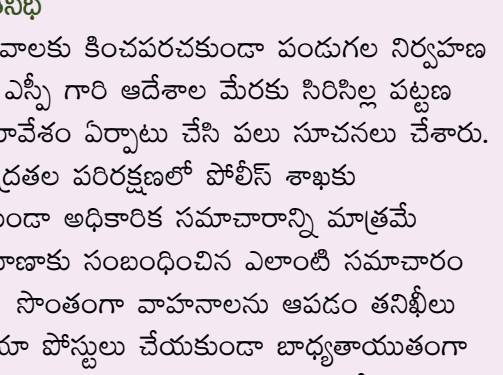 వాలకు కించపరచకుండా పండుగల నిర్వహణ
ఎస్పీ గారి ఆదేశాల మేరకు సిరిసిల్ల పట్టణ
ఏర్పాటు చేసి పలు సూచనలు చేశారు.
పరిరక్షణలో పోలీస్ శాఖకు
అధికారిక సమాచారాన్ని మాత్రమే
సంబంధించిన ఎలాంటి సమాచారం
సొంతంగా వాహనాలను ఆపడం తనిఖీలు
పోస్టులు చేయకుండా బాధ్యతాయుతంగా